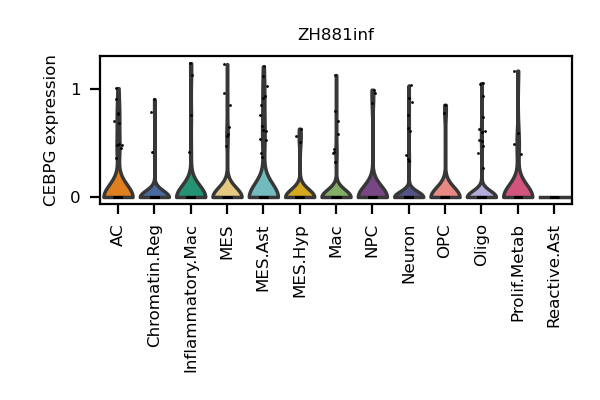 ZH881inf
CEBPG expression
1
0
AC
Chromatin.Reg
Inflammatory.Mac
MES
MES.Ast
MES.Hyp
Mac
NPC
Neuron
OPC
Oligo
Prolif.Metab
Reactive.Ast